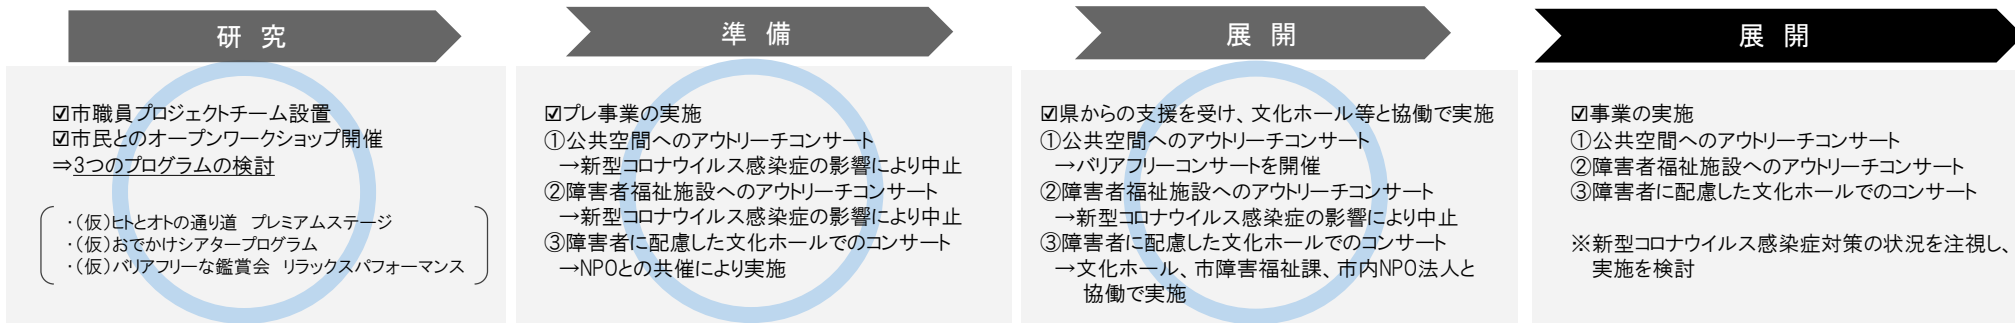 研 究
☑市職員プロジェクトチーム設置
☑市民とのオープンワークショップ開催
⇒3つのプログラムの検討
・(仮)ヒトとオトの通り道 プレミアムステージ
・(仮)おでかけシアタープログラム
・(仮)バリアフリーな鑑賞会 リラックスパフォーマンス
準 備
☑プレ事業の実施
①公共空間へのアウトリーチコンサート
→新型コロナウイルス感染症の影響により中止
②障害者福祉施設へのアウトリーチコンサート
→新型コロナウイルス感染症の影響により中止
③障害者に配慮した文化ホールでのコンサート
→NPOとの共催により実施
展 開
☑県からの支援を受け、文化ホール等と協働で実施
①公共空間へのアウトリーチコンサート
→バリアフリーコンサートを開催
②障害者福祉施設へのアウトリーチコンサート
→新型コロナウイルス感染症の影響により中止
③障害者に配慮した文化ホールでのコンサート
→文化ホール、市障害福祉課、市内NPO法人と
協働で実施
展 開
☑事業の実施
①公共空間へのアウトリーチコンサート
②障害者福祉施設へのアウトリーチコンサート
③障害者に配慮した文化ホールでのコンサート
※新型コロナウイルス感染症対策の状況を注視し、
実施を検討